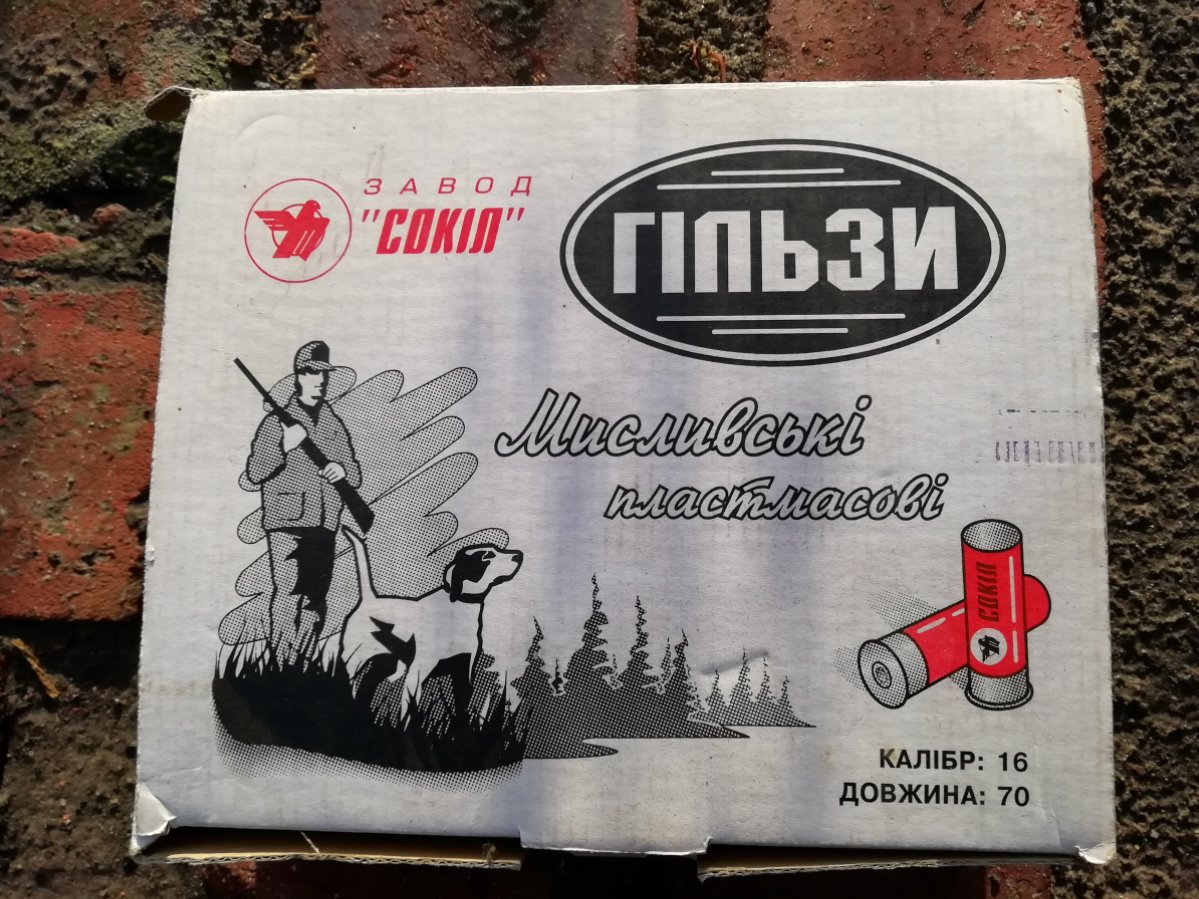 ЗАВОД
"СОКІЛ"
ГІЛЬЗИ
Мисливські
пластмасові
СОКІЛ
КАЛІБР: 16
ДОВЖИНА: 70